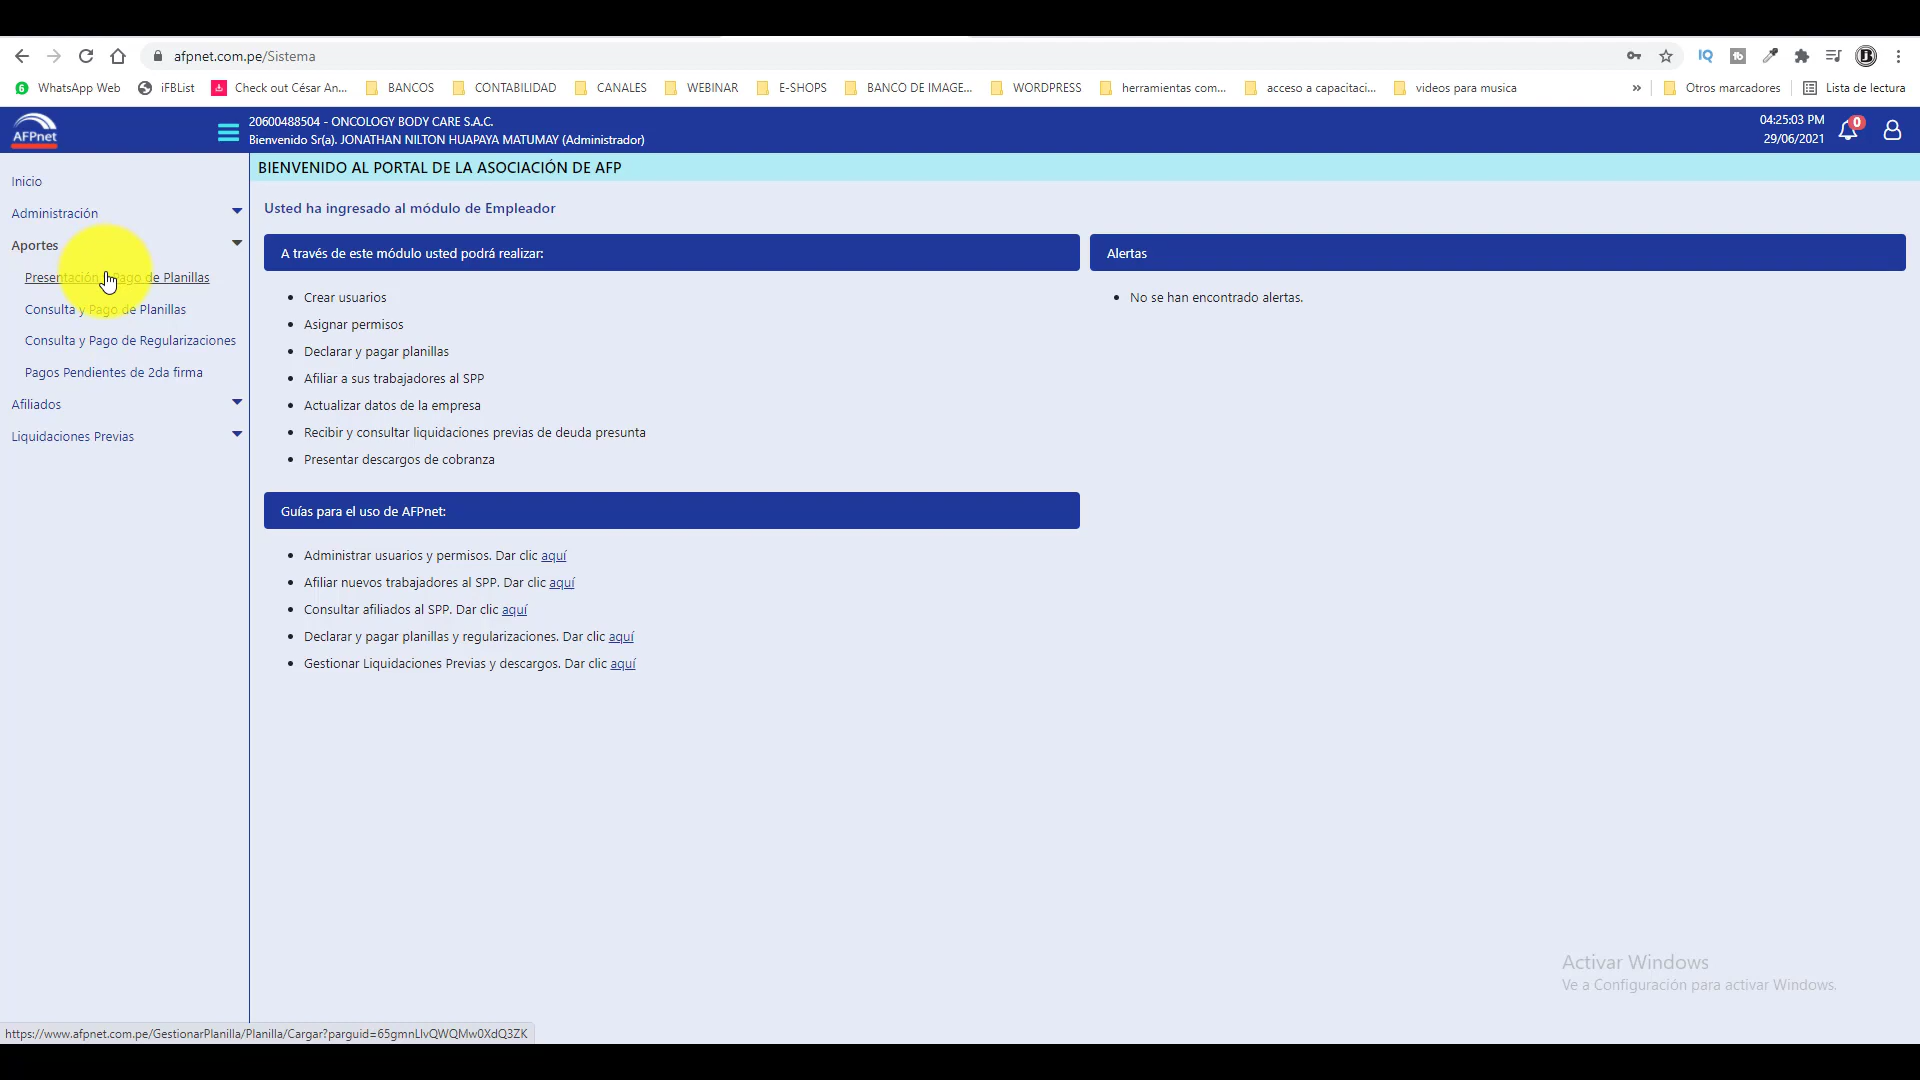 afpnet.com.pe/Sistema
WhatsApp Web
iFBList
Check out César An...
BANCOS
CONTABILIDAD
CANALES
WEBINAR
E-SHOPS
BANCO DE IMAGE...
WORDPRESS
herramientas com...
acceso a capacitaci...
videos para musica
»
Otros marcadores
Lista de lectura
AFPnet
20600488504 - ONCOLOGY BODY CARE S.A.C.
Bienvenido Sr(a). JONATHAN NILTON HUAPAYA MATUMAY (Administrador)
04:25:03 PM
29/06/2021
0
BIENVENIDO AL PORTAL DE LA ASOCIACIÓN DE AFP
Inicio
Administración
Aportes
Presentación y Pago de Planillas
Consulta y Pago de Planillas
Consulta y Pago de Regularizaciones
Pagos Pendientes de 2da firma
Afiliados
Liquidaciones Previas
Usted ha ingresado al módulo de Empleador
A través de este módulo usted podrá realizar:
• Crear usuarios
• Asignar permisos
• Declarar y pagar planillas
• Afiliar a sus trabajadores al SPP
• Actualizar datos de la empresa
• Recibir y consultar liquidaciones previas de deuda presunta
• Presentar descargos de cobranza
Alertas
• No se han encontrado alertas.
Guías para el uso de AFPnet:
• Administrar usuarios y permisos. Dar clic aquí
• Afiliar nuevos trabajadores al SPP. Dar clic aquí
• Consultar afiliados al SPP. Dar clic aquí
• Declarar y pagar planillas y regularizaciones. Dar clic aquí
• Gestionar Liquidaciones Previas y descargos. Dar clic aquí
Activar Windows
Ve a Configuración para activar Windows.
https://www.afpnet.com.pe/GestionarPlanilla/Planilla/Cargar?parguid=65gmnLlvQWQMw0XdQ3ZK